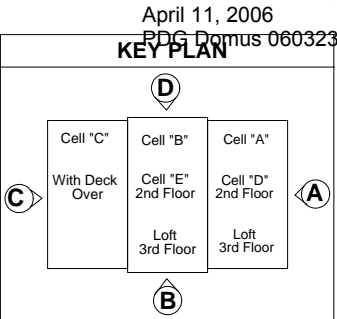 April 11, 2006
PDG Domus 060323
KEY PLAN
D
Cell "C"
With Deck
Over
Cell "B"
Cell "E"
2nd Floor
Loft
3rd Floor
Cell "A"
Cell "D"
2nd Floor
Loft
3rd Floor
C
A
B